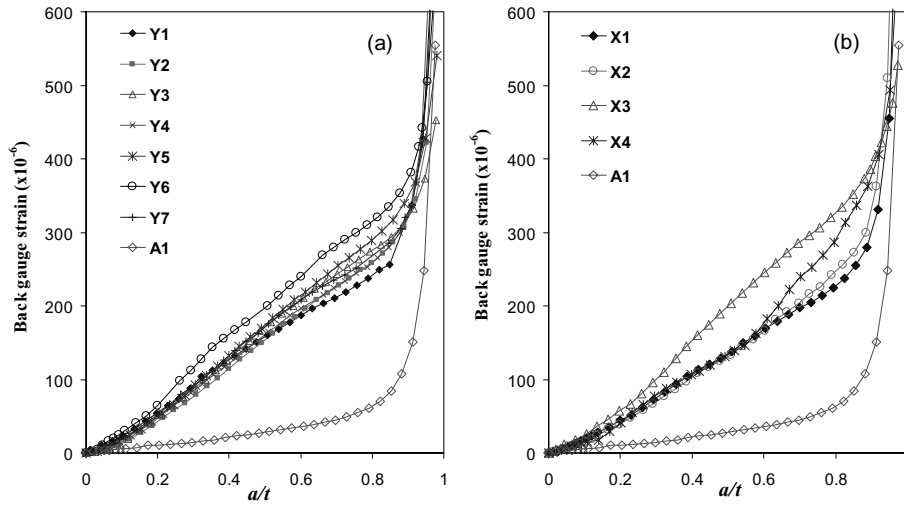 (a)
Back gauge strain (x10⁻⁶)
600
500
400
300
200
100
0
Y1
Y2
Y3
Y4
Y5
Y6
Y7
A1
0 0.2 0.4 0.6 0.8 1
a/t
(b)
Back gauge strain (x10⁻⁶)
600
500
400
300
200
100
0
X1
X2
X3
X4
A1
0 0.2 0.4 0.6 0.8 1
a/t